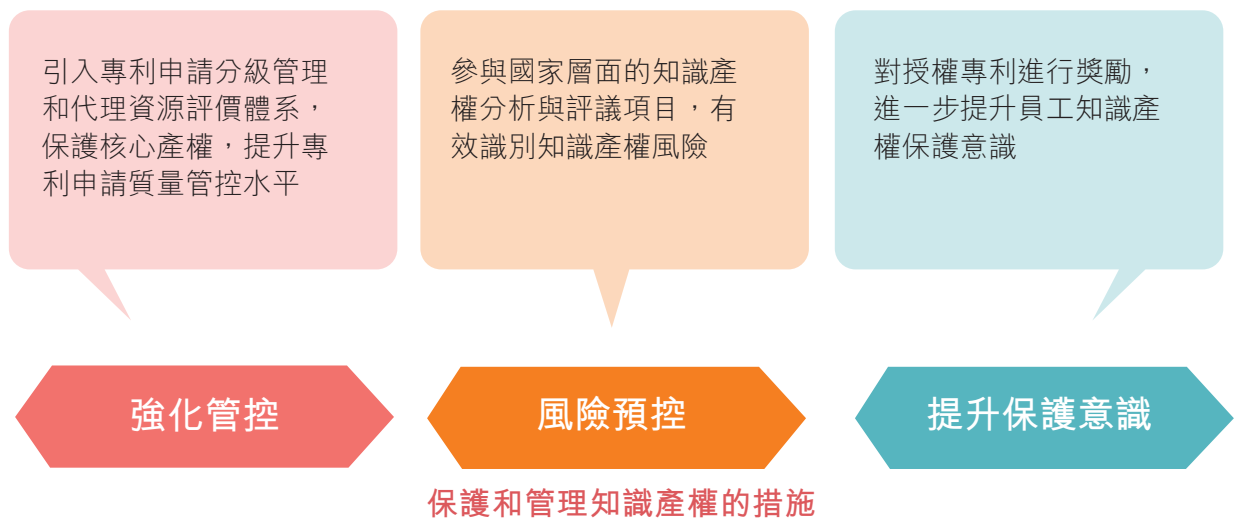 引入專利申請分級管理
和代理資源評價體系，
保護核心產權，提升專
利申請質量管控水平
參與國家層面的知識產
權分析與評議項目，有
效識別知識產權風險
對授權專利進行獎勵，
進一步提升員工知識產
權保護意識
強化管控
風險預控
提升保護意識
保護和管理知識產權的措施